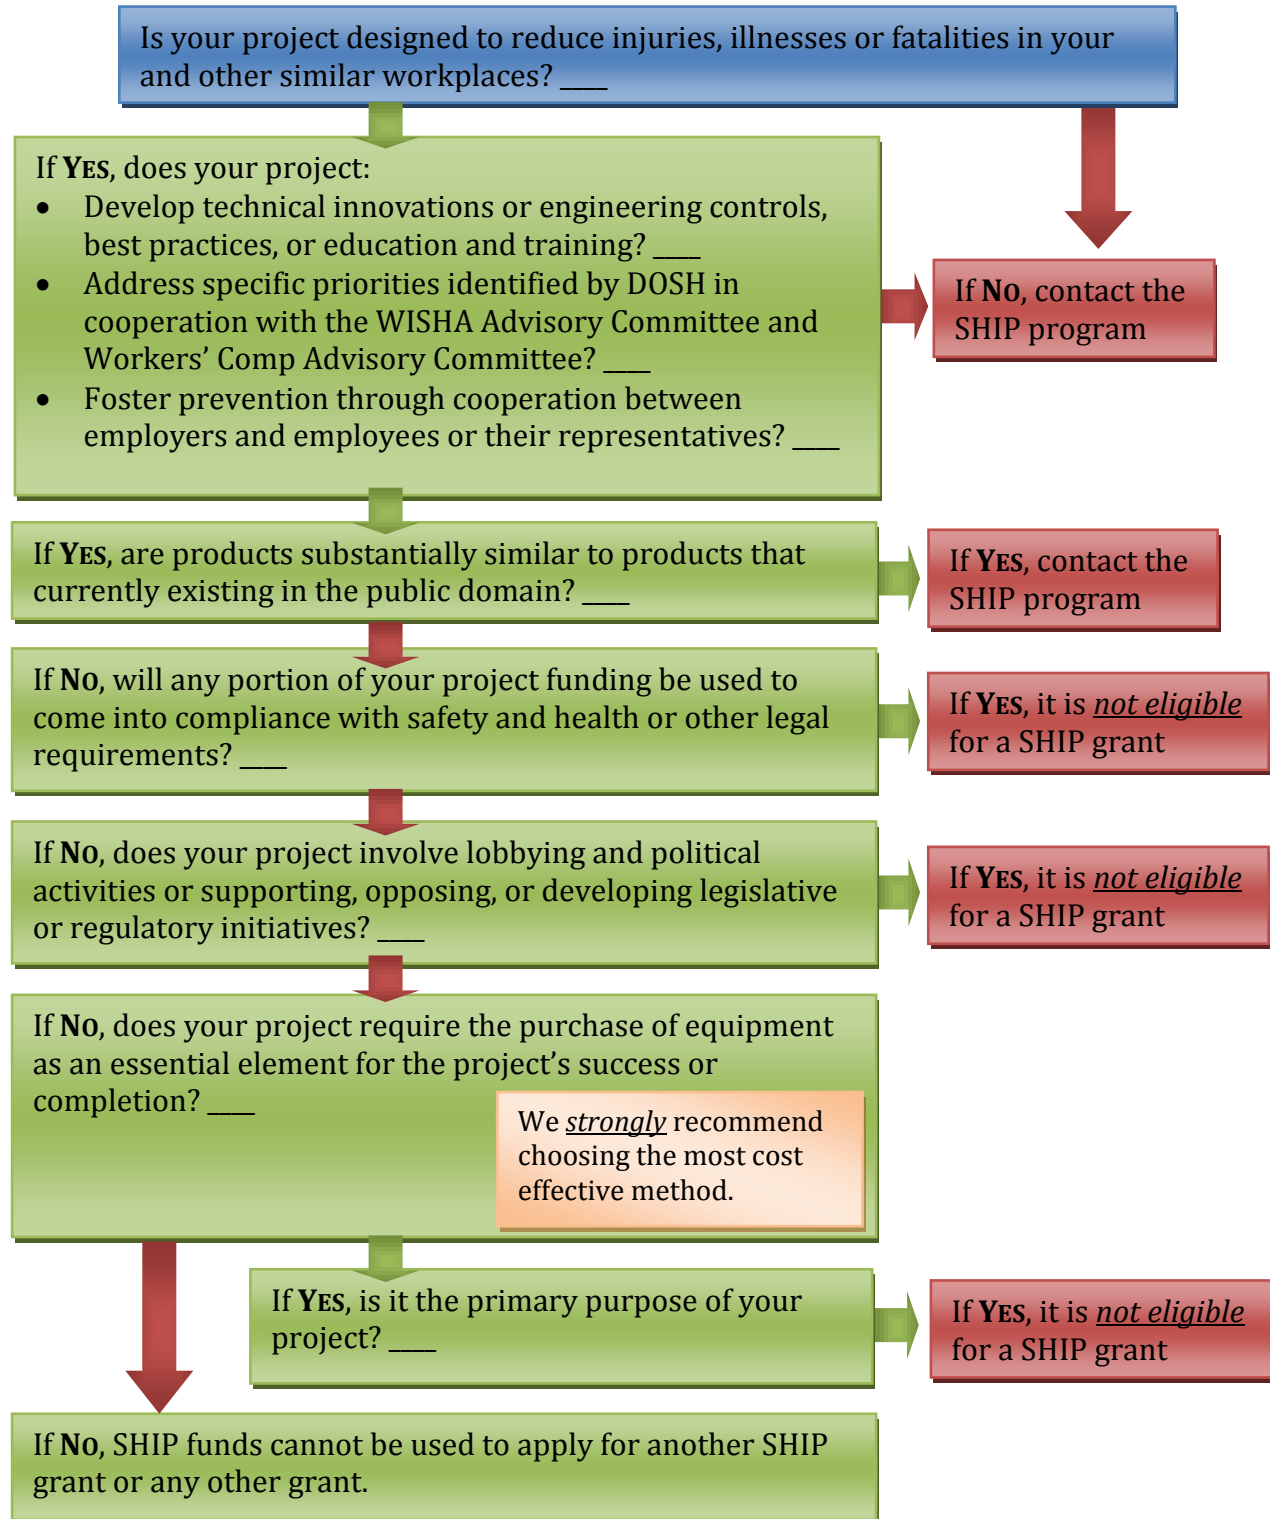 Is your project designed to reduce injuries, illnesses or fatalities in your
and other similar workplaces? ____
If YES, does your project:
• Develop technical innovations or engineering controls,
best practices, or education and training? ____
• Address specific priorities identified by DOSH in
cooperation with the WISHA Advisory Committee and
Workers’ Comp Advisory Committee? ____
• Foster prevention through cooperation between
employers and employees or their representatives? ____
If NO, contact the
SHIP program
If YES, are products substantially similar to products that
currently existing in the public domain? ____
If YES, contact the
SHIP program
If NO, will any portion of your project funding be used to
come into compliance with safety and health or other legal
requirements? ____
If YES, it is not eligible
for a SHIP grant
If NO, does your project involve lobbying and political
activities or supporting, opposing, or developing legislative
or regulatory initiatives? ____
If YES, it is not eligible
for a SHIP grant
If NO, does your project require the purchase of equipment
as an essential element for the project’s success or
completion? ____
We strongly recommend
choosing the most cost
effective method.
If YES, is it the primary purpose of your
project? ____
If YES, it is not eligible
for a SHIP grant
If NO, SHIP funds cannot be used to apply for another SHIP
grant or any other grant.